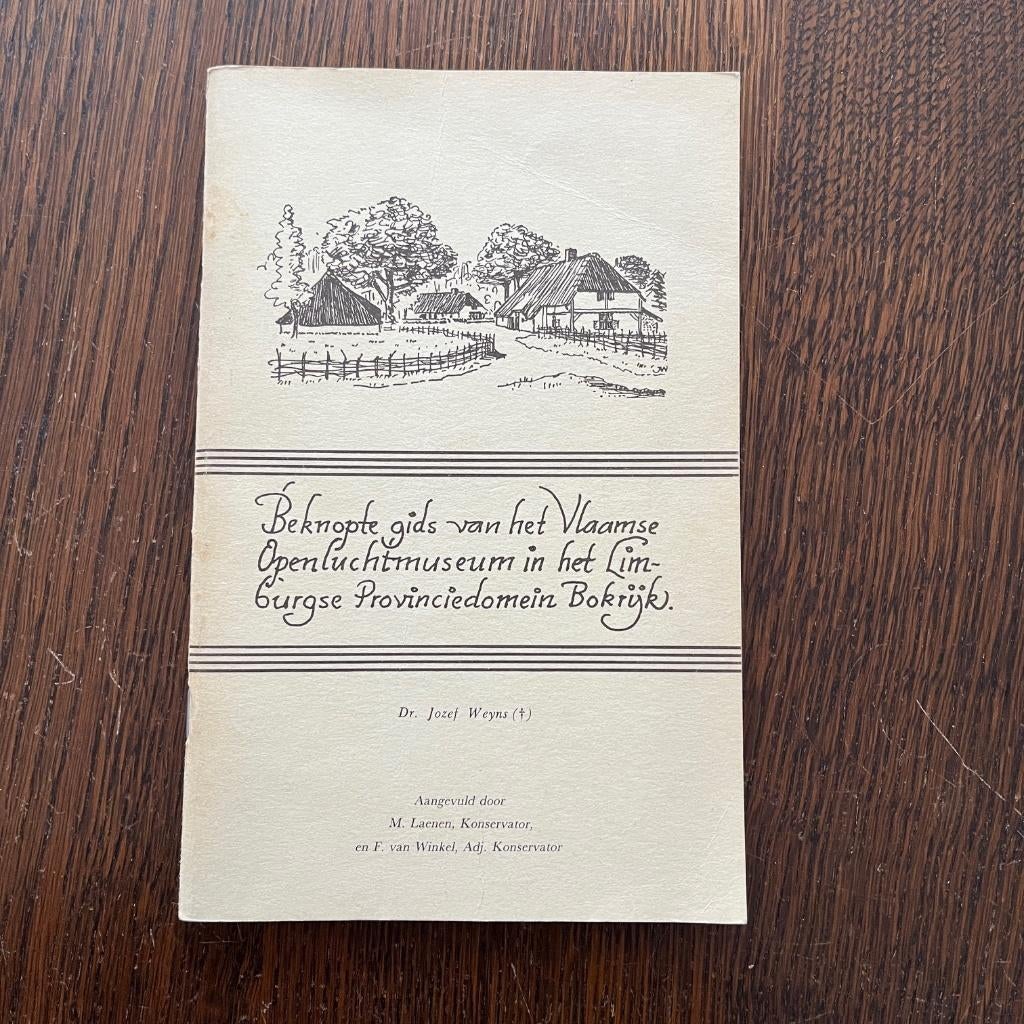 Beknopte gids van het Vlaamse
Openluchtmuseum in het Lim-
burgse Provinciedomein Bokrijk.
Dr. Jozef Weyns (†)
Aangevuld door
M. Laenen, Konservator,
en F. van Winkel, Adj. Konservator